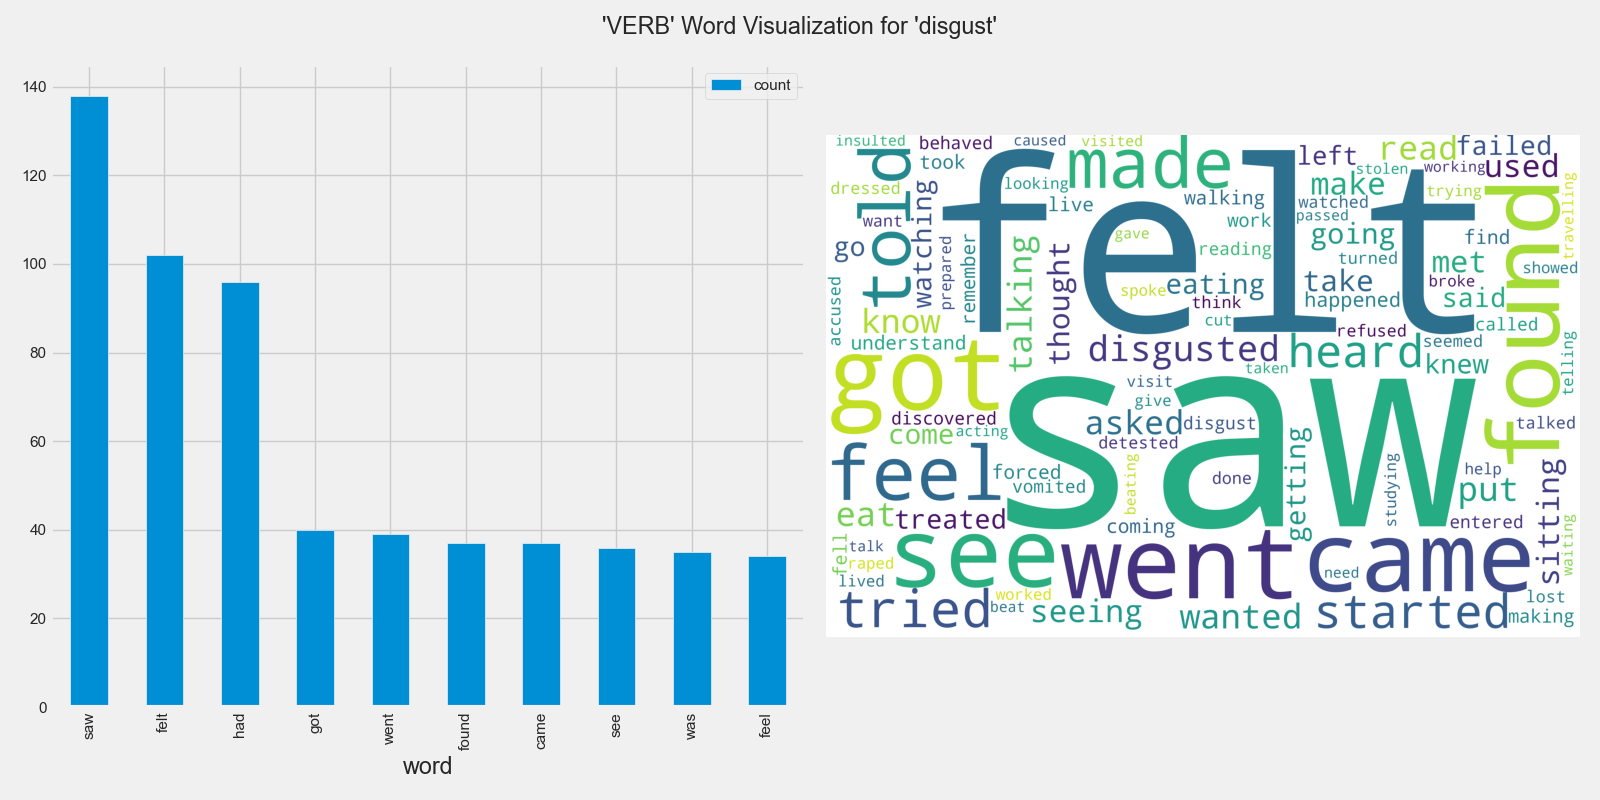 'VERB' Word Visualization for 'disgust'
140
120
100
80
60
40
20
0
count
saw
felt
had
got
went
found
came
see
was
feel
word
insulted
behaved
caused
visited
told
took
made
left
read
failed
used
dressed
looking
stolen
working
make
trying
want
watching
live
walking
watched
passed
travelling
felt
go
prepared
remember
talking
thought
gave
work
reading
going
turned
find
found
met
showed
accused
know
understand
spoke
eating
think
cut
take
happened
broke
said
refused
called
seemed
got
disgusted
heard
knew
telling
taken
visit
give
saw
discovered
come
acting
asked
disgust
detested
talked
feel
forced
vomited
beating
done
getting
studying
help
put
sitting
eat
treated
coming
entered
waiting
fell
talk
raped
lived
see
went
need
came
tried
worked
beat
seeing
wanted
started
lost
making